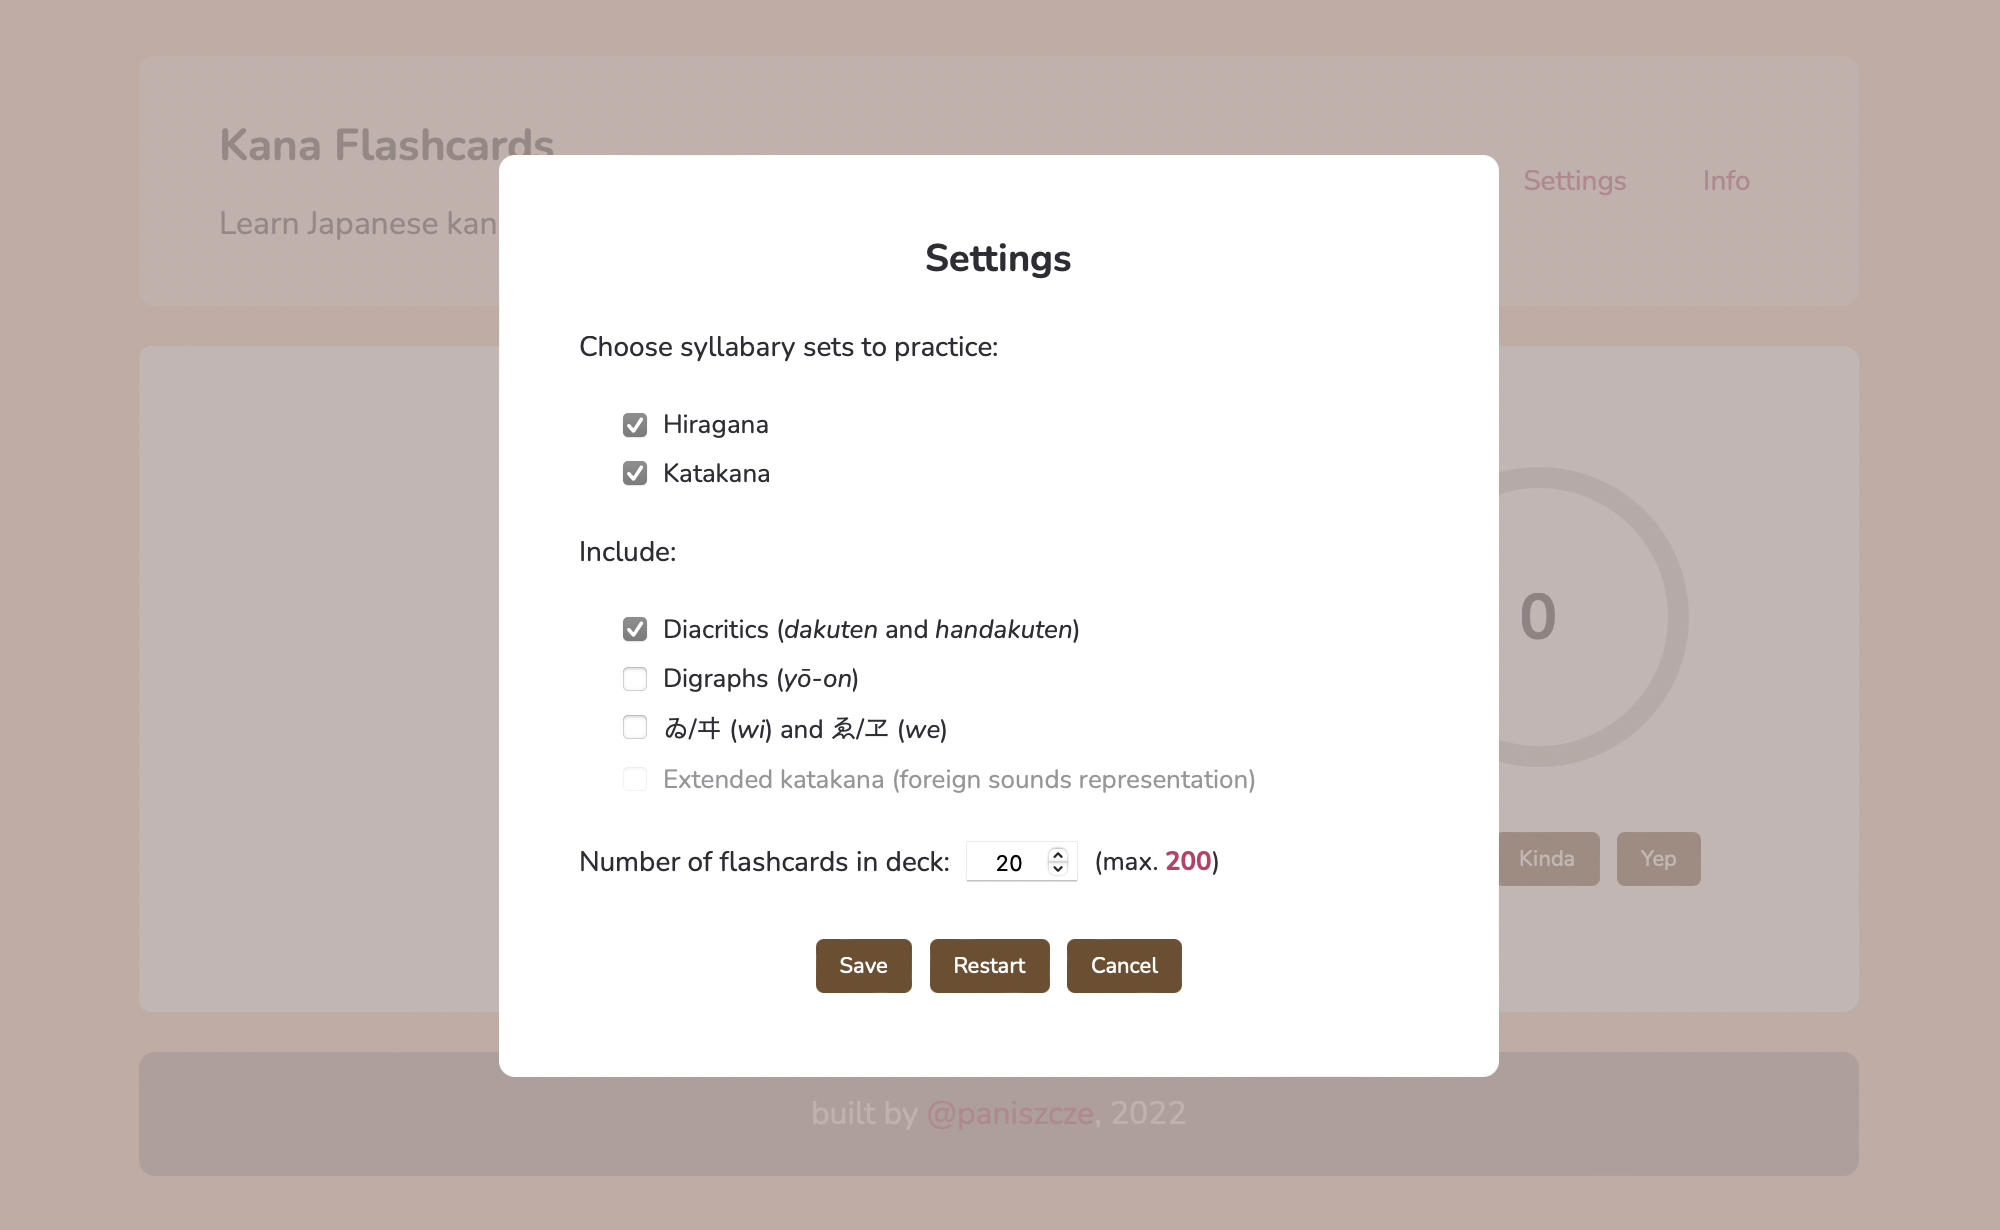 Kana Flashcards
Learn Japanese kan
Settings
Info
Settings
Choose syllabary sets to practice:
Hiragana
Katakana
Include:
Diacritics (dakuten and handakuten)
Digraphs (yō-on)
ゐ/ヰ (wi) and ゑ/ヱ (we)
Extended katakana (foreign sounds representation)
Number of flashcards in deck: 20 (max. 200)
Save Restart Cancel
0
Kinda Yep
built by @paniszcze, 2022